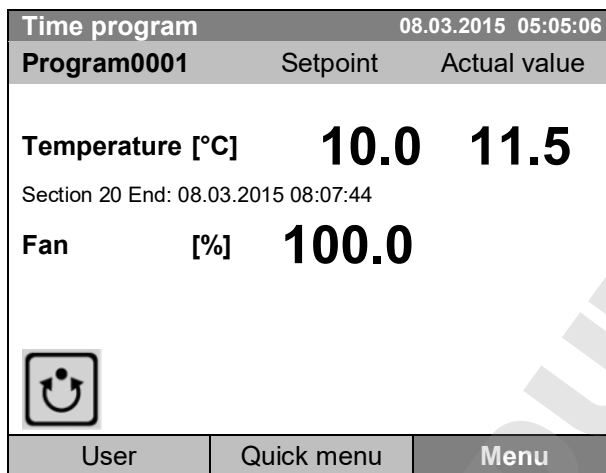 Time program 08.03.2015 05:05:06
Program0001 Setpoint Actual value
Temperature [°C] 10.0 11.5
Section 20 End: 08.03.2015 08:07:44
Fan [%] 100.0
User Quick menu Menu